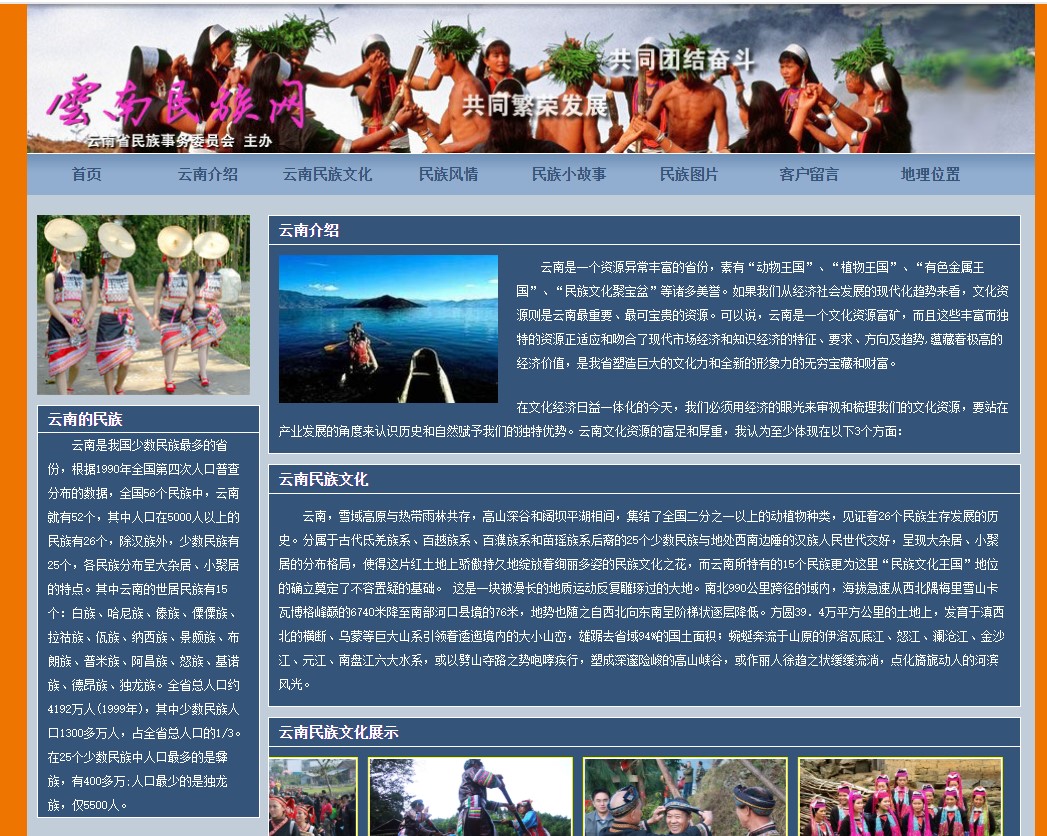 共同团结奋斗
共同繁荣发展
雲南民族网
云南省民族事务委员会 主办
首页 云南介绍 云南民族文化 民族风情 民族小故事 民族图片 客户留言 地理位置
云南的民族
云南是我国少数民族最多的省
份，根据1990年全国第四次人口普查
分布的数据，全国56个民族中，云南
就有52个，其中人口在5000人以上的
民族有26个，除汉族外，少数民族有
25个，各民族分布呈大杂居、小聚居
的特点。其中云南的世居民族有15
个：白族、哈尼族、傣族、傈僳族、
拉祜族、佤族、纳西族、景颇族、布
朗族、普米族、阿昌族、怒族、基诺
族、德昂族、独龙族。全省总人口约
4192万人(1999年)，其中少数民族人
口1300多万人，占全省总人口的1/3。
在25个少数民族中人口最多的是彝
族，有400多万;人口最少的是独龙
族，仅5500人。
云南介绍
云南是一个资源异常丰富的省份，素有“动物王国”、“植物王国”、“有色金属王
国”、“民族文化聚宝盆”等诸多美誉。如果我们从经济社会发展的现代化趋势来看，文化资
源则是云南最重要、最可宝贵的资源。可以说，云南是一个文化资源富矿，而且这些丰富而独
特的资源正适应和吻合了现代市场经济和知识经济的特征、要求、方向及趋势,蕴藏着极高的
经济价值，是我省塑造巨大的文化力和全新的形象力的无穷宝藏和财富。
在文化经济日益一体化的今天，我们必须用经济的眼光来审视和梳理我们的文化资源，要站在
产业发展的角度来认识历史和自然赋予我们的独特优势。云南文化资源的富足和厚重，我认为至少体现在以下3个方面：
云南民族文化
云南，雪域高原与热带雨林共存，高山深谷和阔坝平湖相间，集结了全国二分之一以上的动植物种类，见证着26个民族生存发展的历
史。分属于古代氐羌族系、百越族系、百濮族系和苗瑶族系后裔的25个少数民族与地处西南边陲的汉族人民世代交好，呈现大杂居、小聚
居的分布格局，使得这片红土地上骄傲持久地绽放着绚丽多姿的民族文化之花，而云南所特有的15个民族更为这里“民族文化王国”地位
的确立奠定了不容置疑的基础。 这是一块被漫长的地质运动反复雕琢过的大地。南北990公里跨径的域内，海拔急速从西北隅梅里雪山卡
瓦博格峰巅的6740米降至南部河口县境的76米，地势也随之自西北向东南呈阶梯状逐层降低。方圆39．4万平方公里的土地上，发育于滇西
北的横断、乌蒙等巨大山系引领着逶迤境内的大小山峦，雄踞去省域94%的国土面积；蜿蜒奔流于山原的伊洛瓦底江、怒江、澜沧江、金沙
江、元江、南盘江六大水系，或以劈山夺路之势咆哮疾行，塑成深邃险峻的高山峡谷，或作丽人徐趋之状缓缓流淌，点化旖旎动人的河滨
风光。
云南民族文化展示